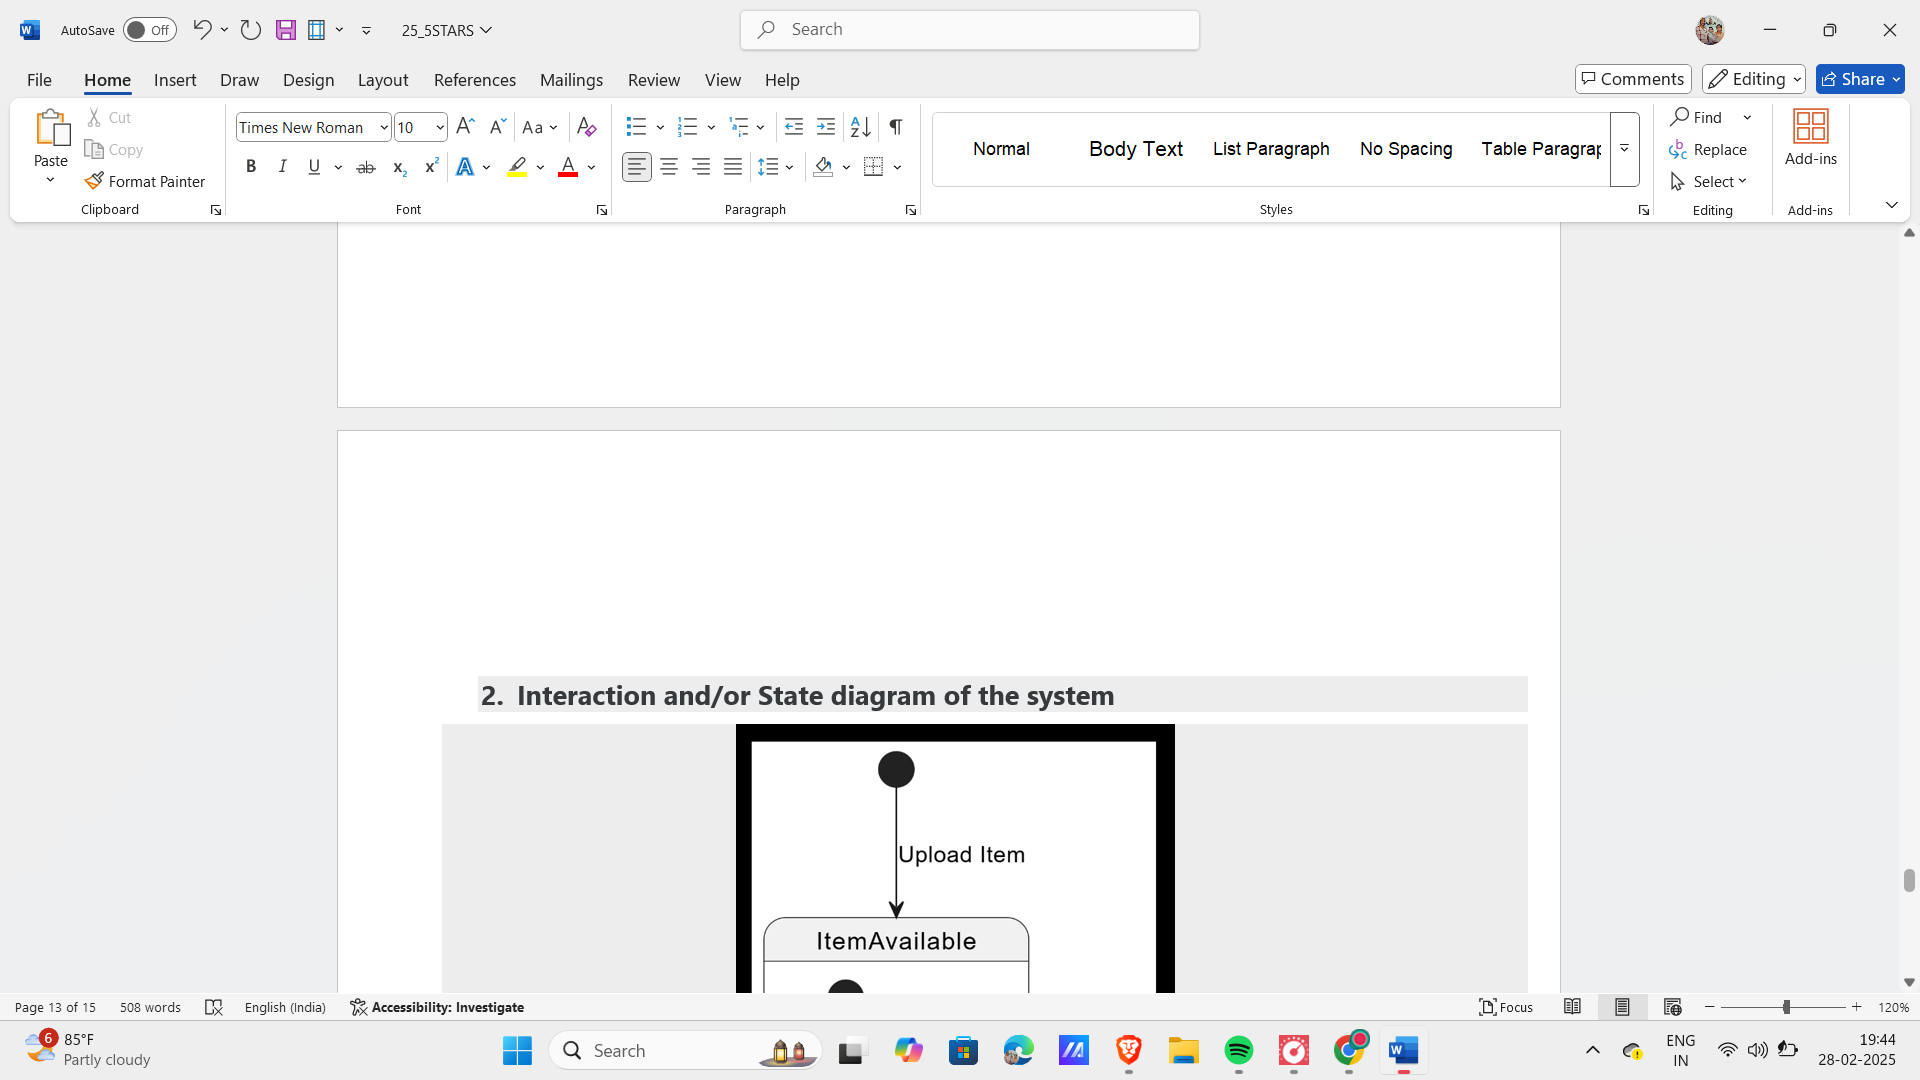 AutoSave Off 25_5STARS Search
File Home Insert Draw Design Layout References Mailings Review View Help Comments Editing Share
Paste
Cut
Copy
Format Painter
Clipboard
Times New Roman 10
Font
Paragraph
Normal Body Text List Paragraph No Spacing Table Paragrap
Styles
Find
Replace
Select
Editing
Add-ins
Add-ins
2. Interaction and/or State diagram of the system
Upload Item
ItemAvailable
Page 13 of 15 508 words English (India) Accessibility: Investigate Focus 120%
6 85°F
Partly cloudy
Search
ENG
IN
19:44
28-02-2025